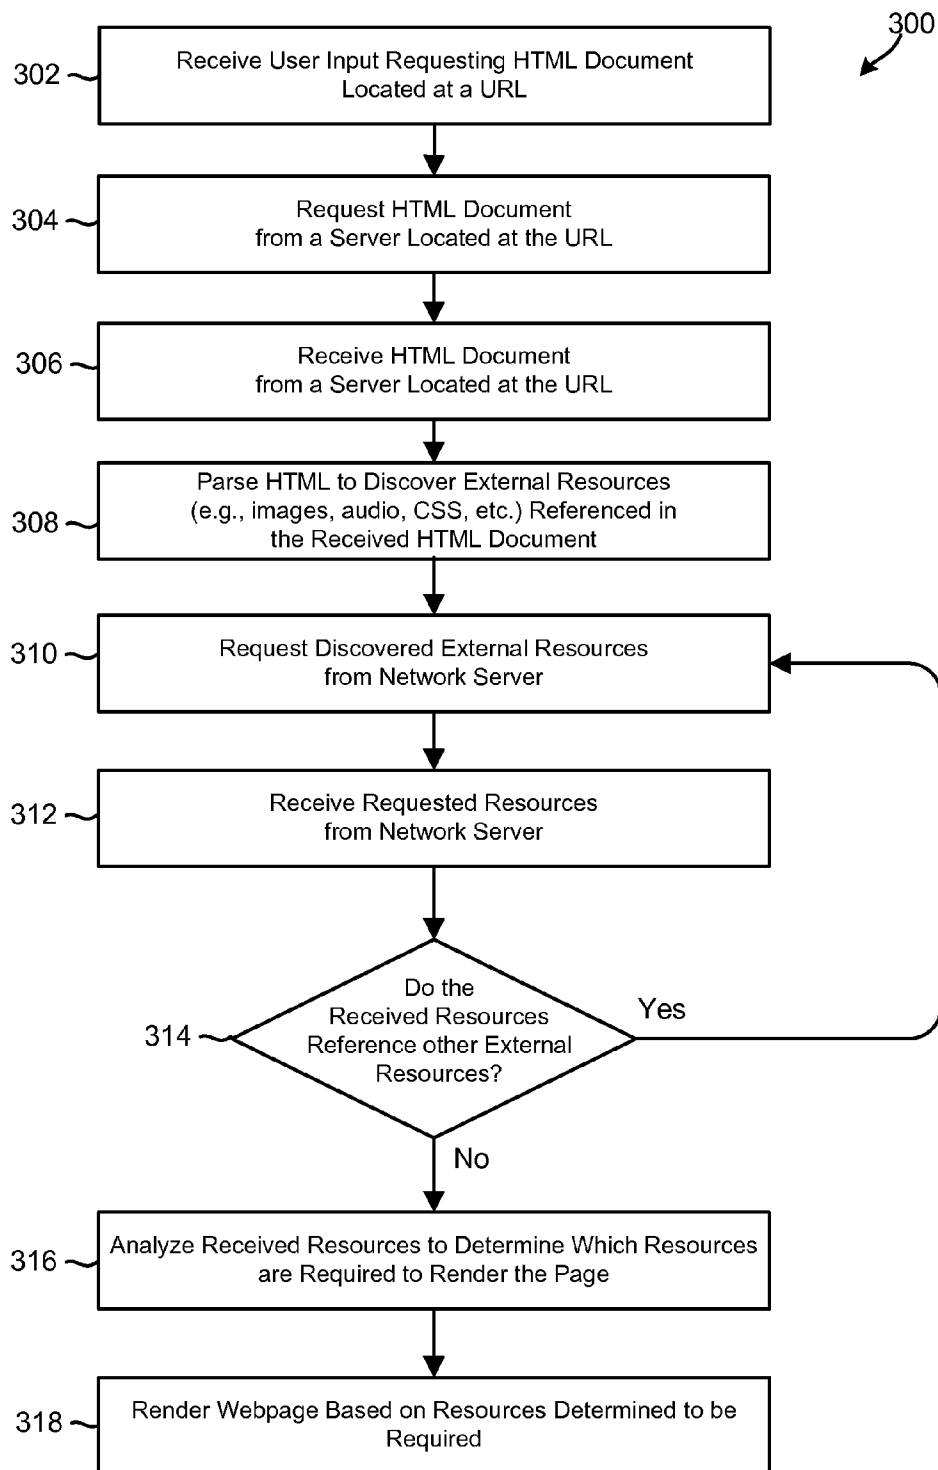 300
302
Receive User Input Requesting HTML Document
Located at a URL
304
Request HTML Document
from a Server Located at the URL
306
Receive HTML Document
from a Server Located at the URL
308
Parse HTML to Discover External Resources
(e.g., images, audio, CSS, etc.) Referenced in
the Received HTML Document
310
Request Discovered External Resources
from Network Server
312
Receive Requested Resources
from Network Server
314
Do the
Received Resources
Reference other External
Resources?
Yes
No
316
Analyze Received Resources to Determine Which Resources
are Required to Render the Page
318
Render Webpage Based on Resources Determined to be
Required